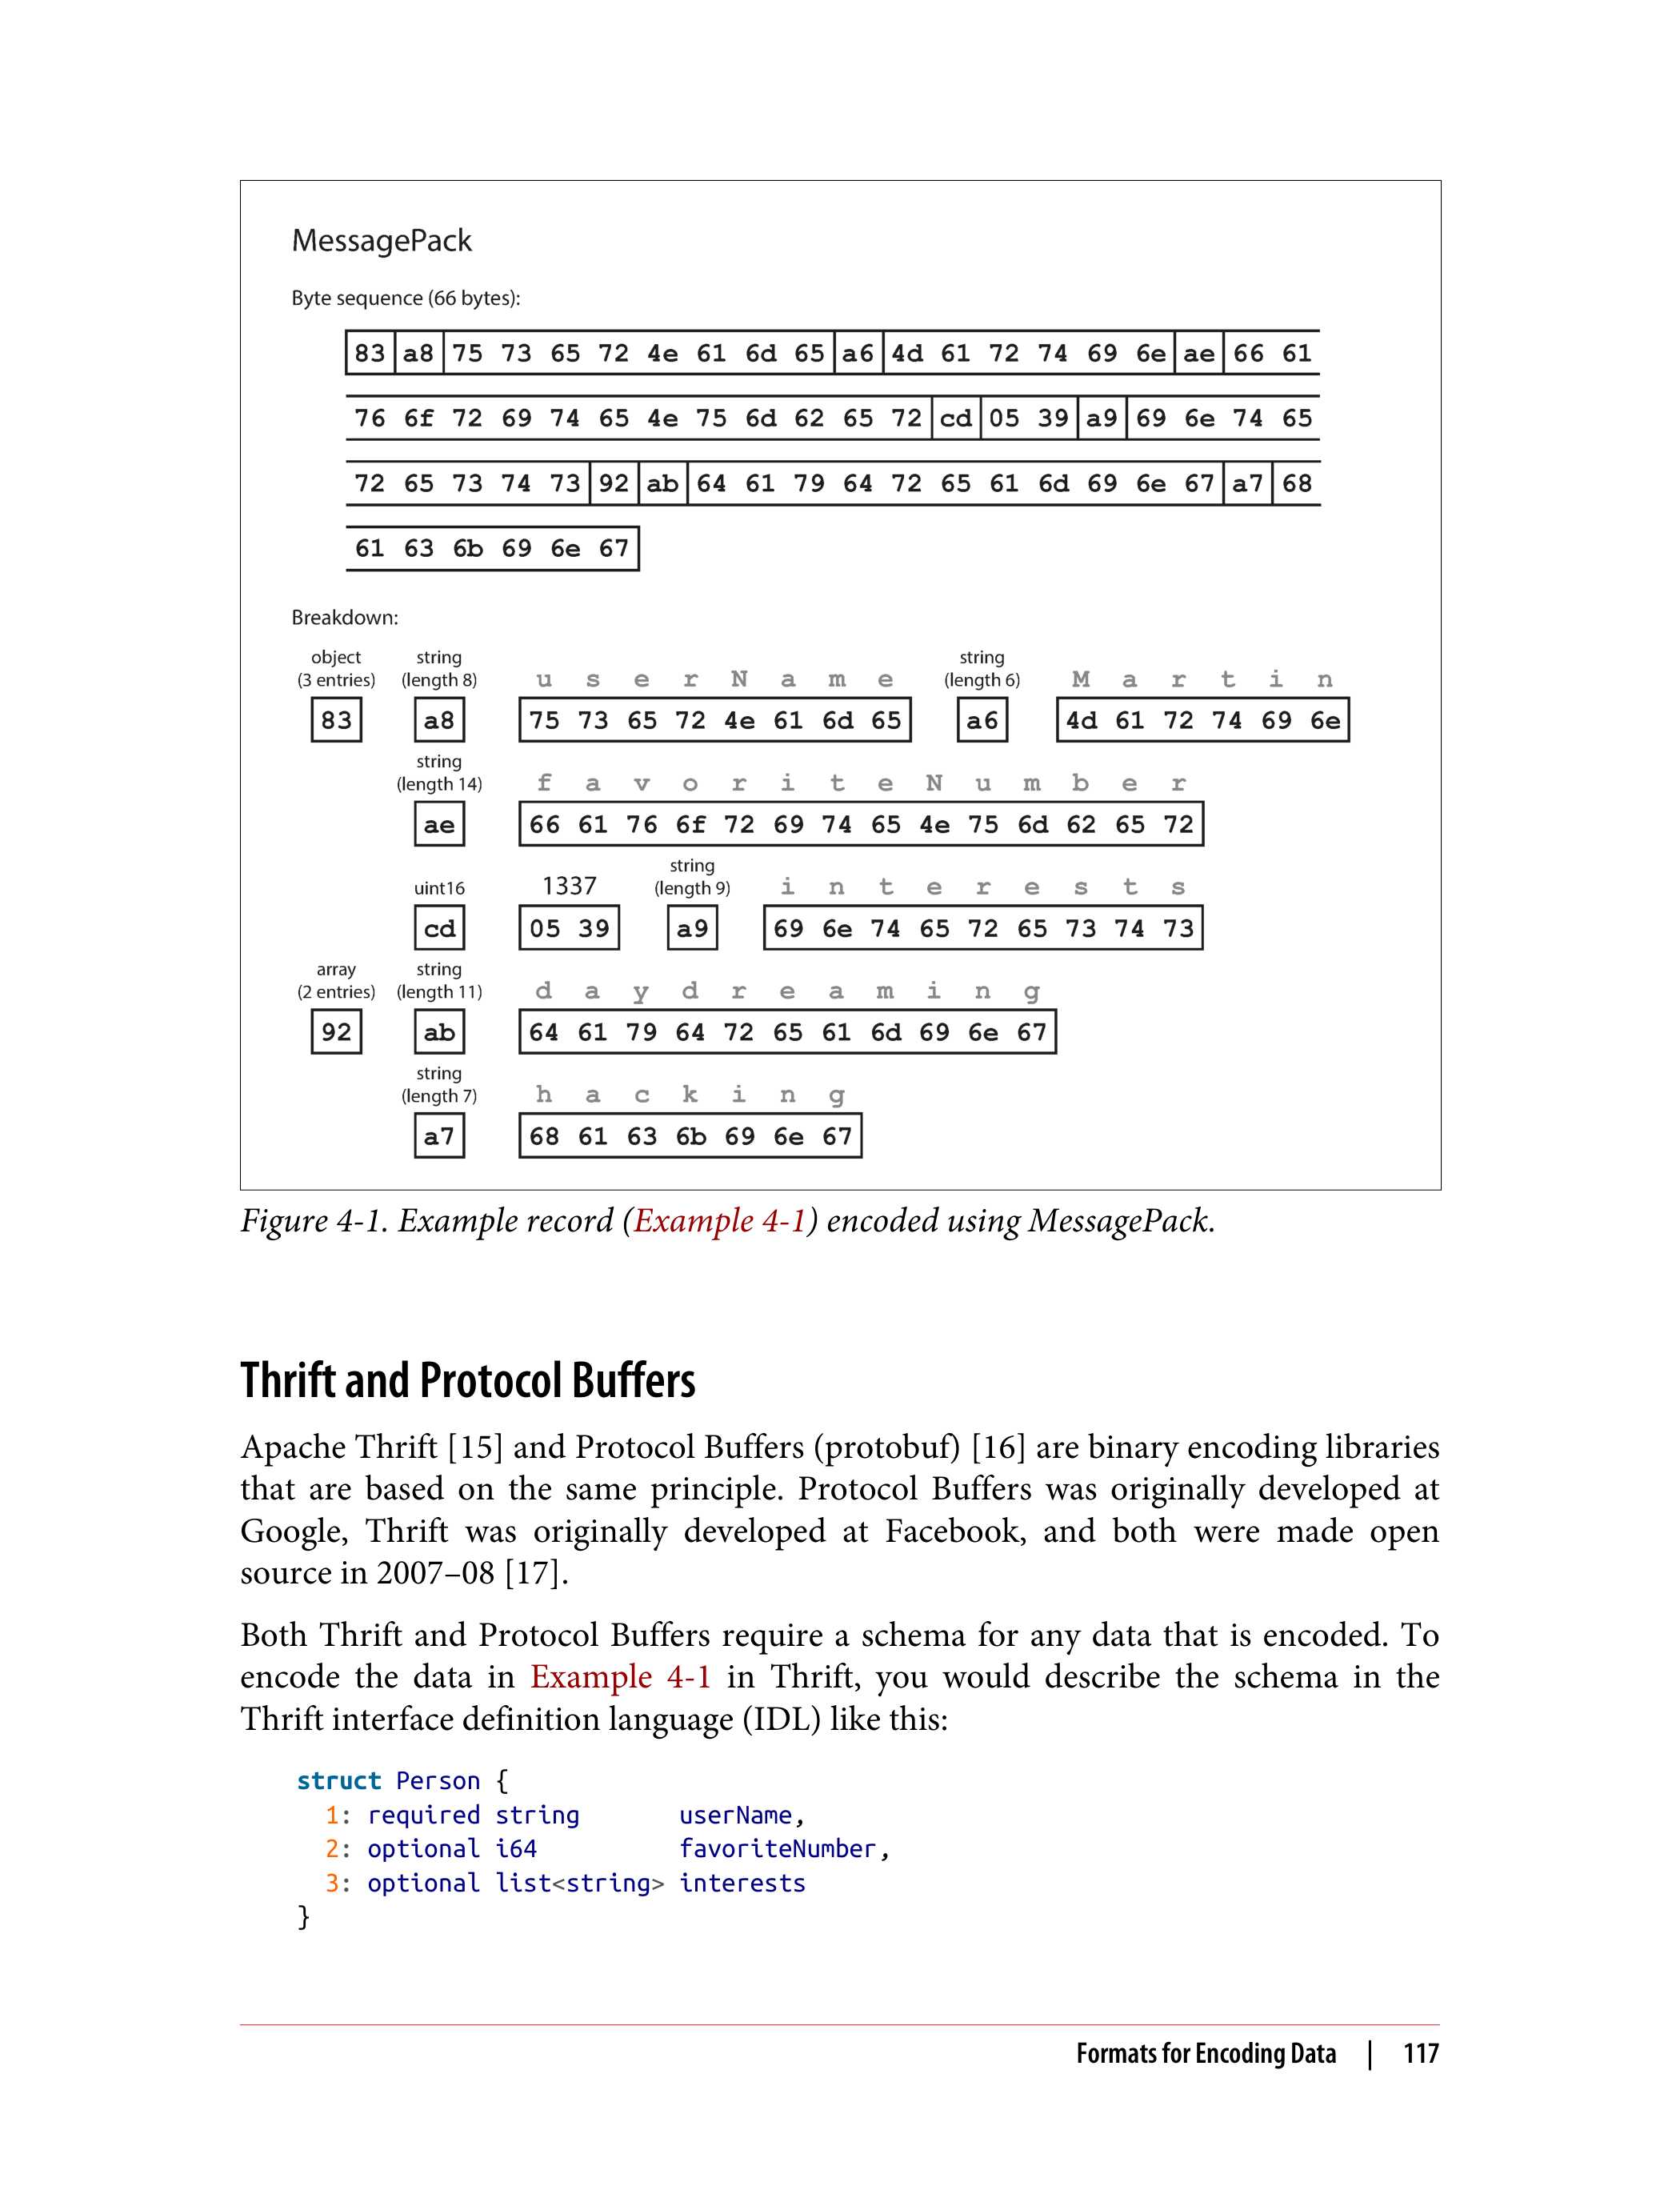 MessagePack
Byte sequence (66 bytes):
83 a8 75 73 65 72 4e 61 6d 65 a6 4d 61 72 74 69 6e ae 66 61
76 6f 72 69 74 65 4e 75 6d 62 65 72 cd 05 39 a9 69 6e 74 65
72 65 73 74 73 92 ab 64 61 79 64 72 65 61 6d 69 6e 67 a7 68
61 63 6b 69 6e 67
Breakdown:
object string string
(3 entries) (length 8) u s e r N a m e (length 6) M a r t i n
83 a8 75 73 65 72 4e 61 6d 65 a6 4d 61 72 74 69 6e
string
(length 14) f a v o r i t e N u m b e r
ae 66 61 76 6f 72 69 74 65 4e 75 6d 62 65 72
string
uint16 1337 (length 9) i n t e r e s t s
cd 05 39 a9 69 6e 74 65 72 65 73 74 73
array string
(2 entries) (length 11) d a y d r e a m i n g
92 ab 64 61 79 64 72 65 61 6d 69 6e 67
string
(length 7) h a c k i n g
a7 68 61 63 6b 69 6e 67
Figure 4-1. Example record (Example 4-1) encoded using MessagePack.
Thrift and Protocol Buffers
Apache Thrift [15] and Protocol Buffers (protobuf) [16] are binary encoding libraries
that are based on the same principle. Protocol Buffers was originally developed at
Google, Thrift was originally developed at Facebook, and both were made open
source in 2007–08 [17].
Both Thrift and Protocol Buffers require a schema for any data that is encoded. To
encode the data in Example 4-1 in Thrift, you would describe the schema in the
Thrift interface definition language (IDL) like this:
struct Person {
1: required string userName,
2: optional i64 favoriteNumber,
3: optional list<string> interests
}
Formats for Encoding Data | 117